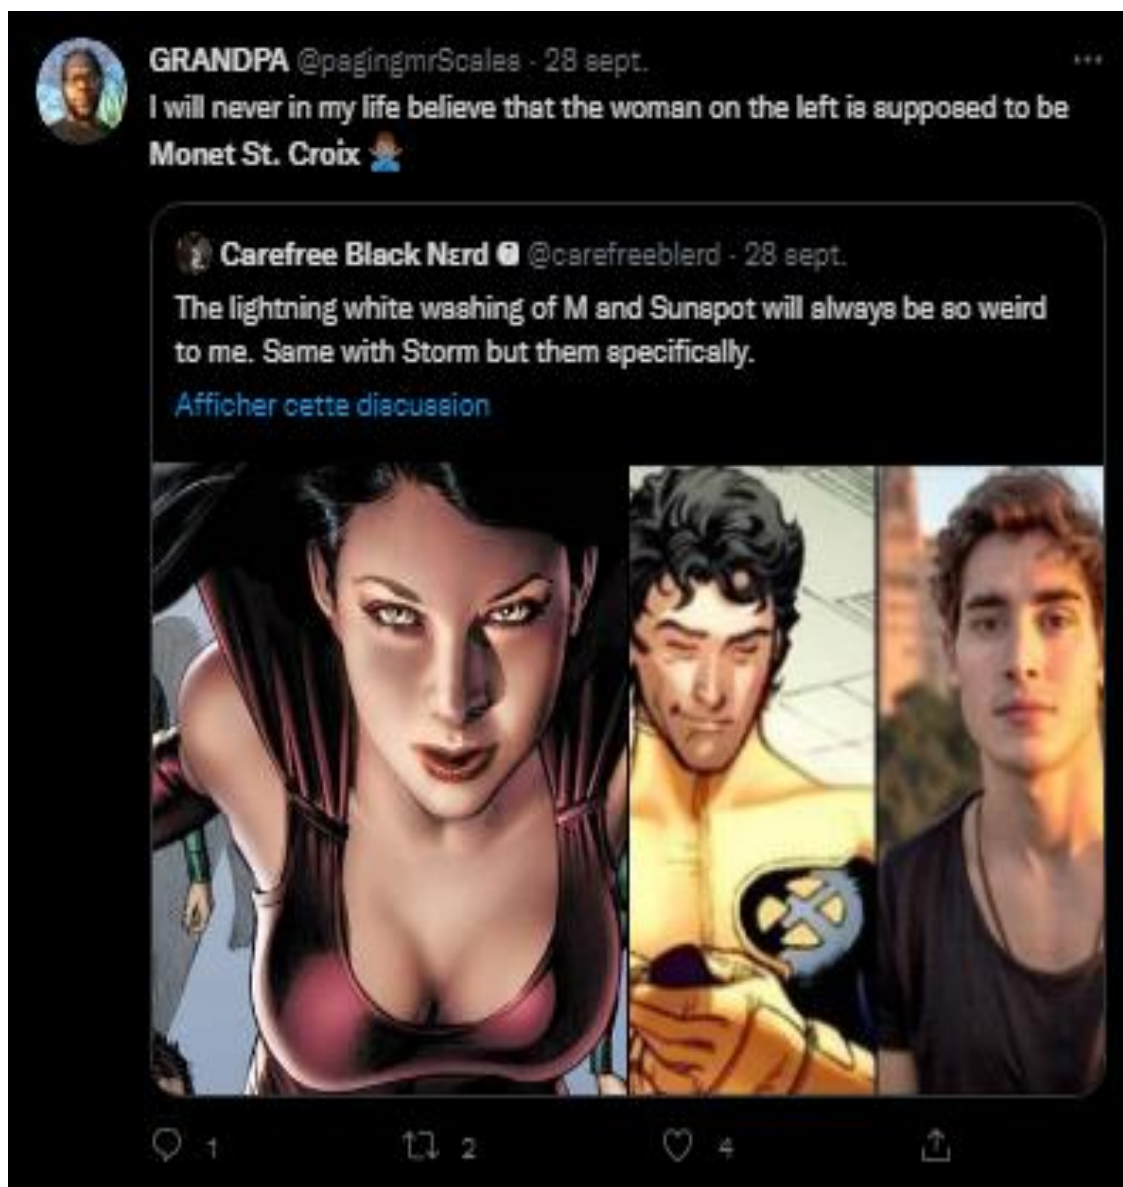 GRANDPA @pagingmrScales · 28 sept.
I will never in my life believe that the woman on the left is supposed to be
Monet St. Croix
Carefree Black Nɛrd @carefreeblerd · 28 sept.
The lightning white washing of M and Sunspot will always be so weird
to me. Same with Storm but them specifically.
Afficher cette discussion
1 2 4